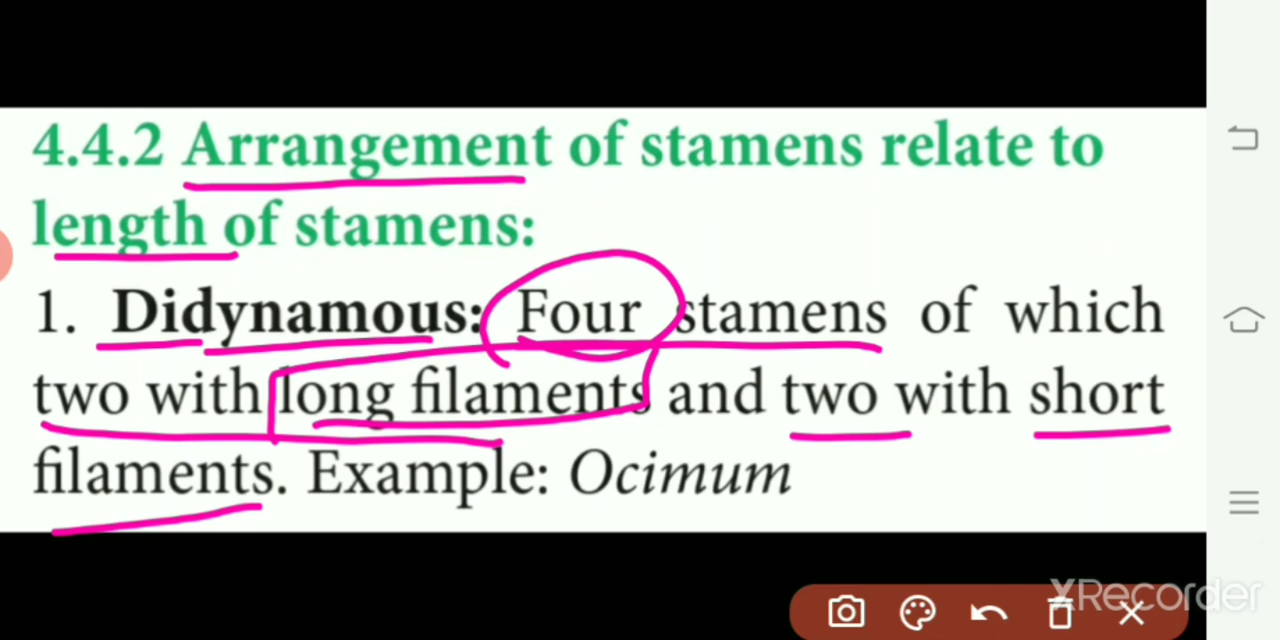 4.4.2 Arrangement of stamens relate to
length of stamens:
1. Didynamous: Four stamens of which
two with long filaments and two with short
filaments. Example: Ocimum
XRecorder